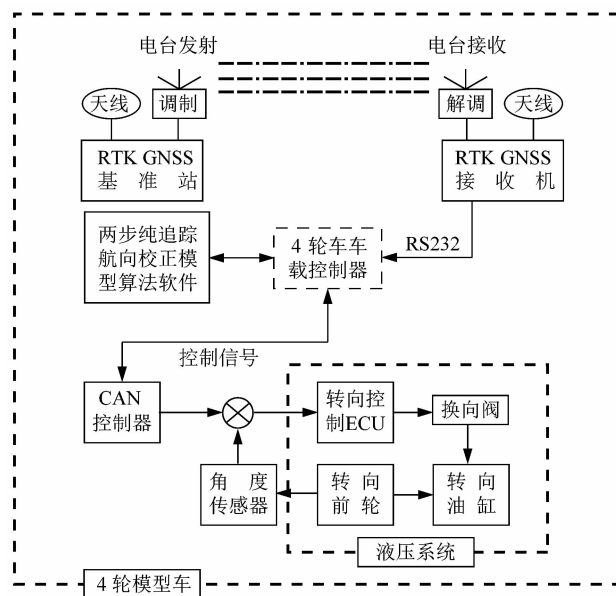 电台发射
电台接收
天线
调制
解调
天线
RTK GNSS
基准站
RTK GNSS
接收机
两步纯追踪
航向校正模
型算法软件
4轮车车
载控制器
RS232
控制信号
CAN
控制器
转向控
制ECU
换向阀
角度
传感器
转向
前轮
转向
油缸
液压系统
4轮模型车